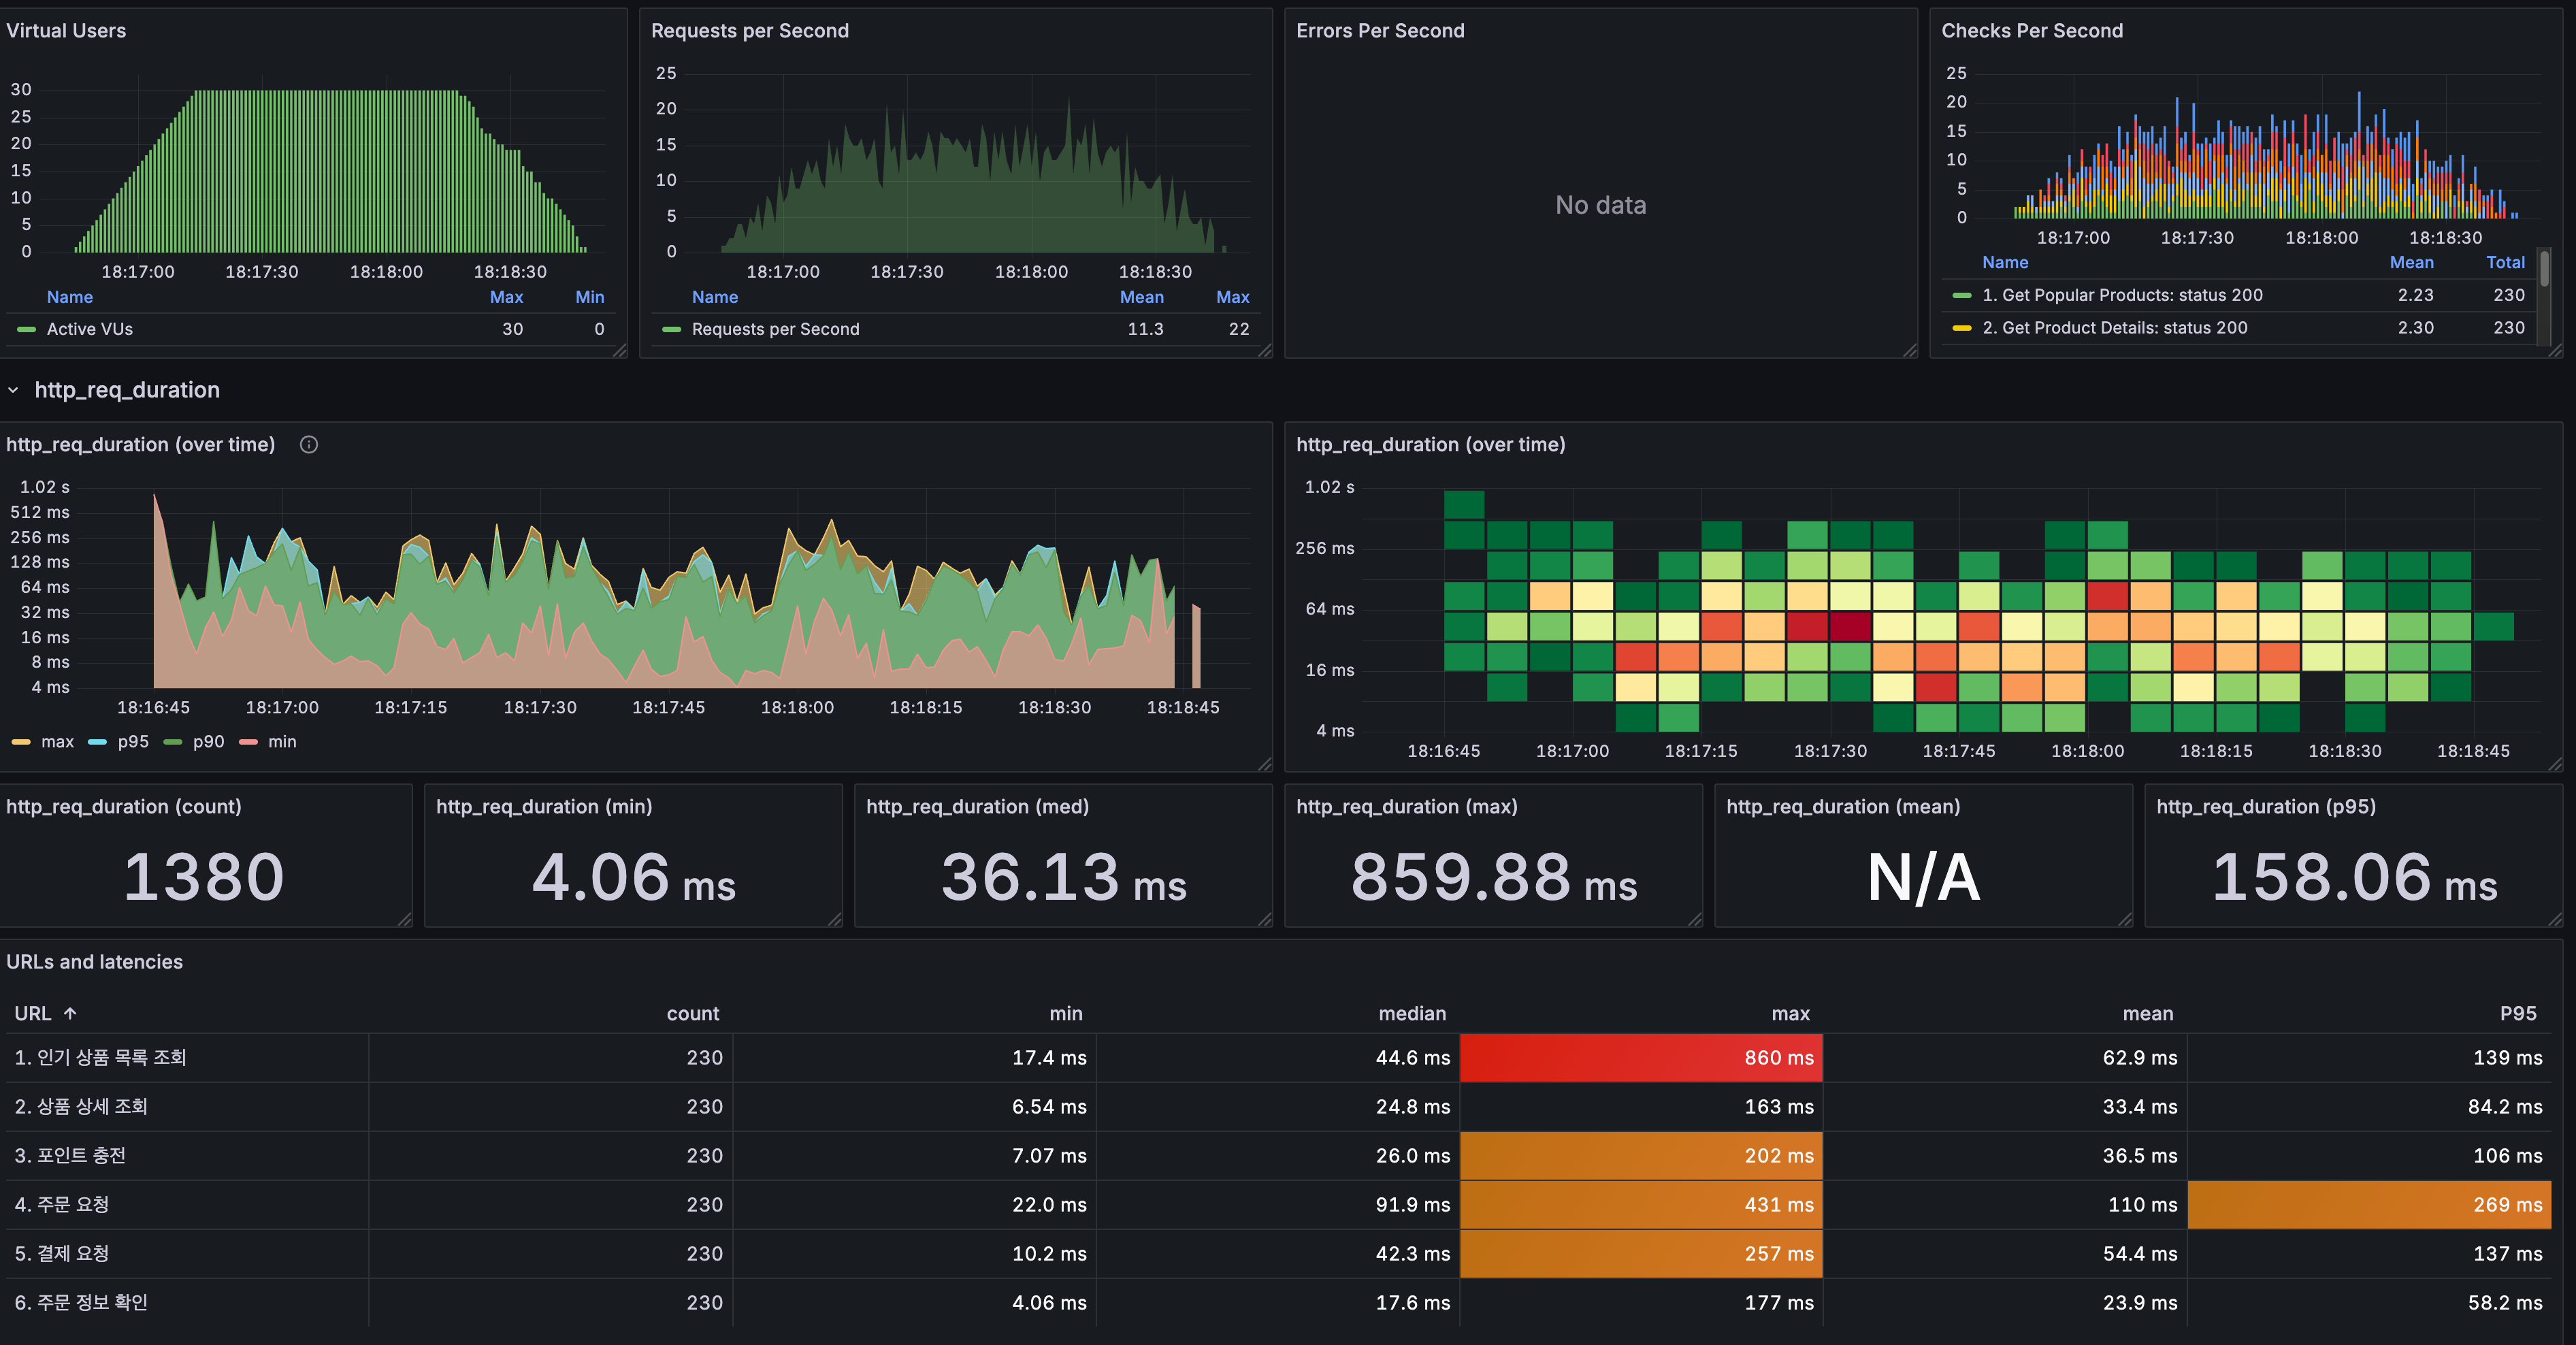 Virtual Users
30
25
20
15
10
5
0
18:17:00 18:17:30 18:18:00 18:18:30
Name Max Min
Active VUs 30 0
Requests per Second
25
20
15
10
5
0
18:17:00 18:17:30 18:18:00 18:18:30
Name Mean Max
Requests per Second 11.3 22
Errors Per Second
No data
Checks Per Second
25
20
15
10
5
0
18:17:00 18:17:30 18:18:00 18:18:30
Name Mean Total
1. Get Popular Products: status 200 2.23 230
2. Get Product Details: status 200 2.30 230
http_req_duration
http_req_duration (over time)
1.02 s
512 ms
256 ms
128 ms
64 ms
32 ms
16 ms
8 ms
4 ms
18:16:45 18:17:00 18:17:15 18:17:30 18:17:45 18:18:00 18:18:15 18:18:30 18:18:45
max p95 p90 min
http_req_duration (over time)
1.02 s
256 ms
64 ms
16 ms
4 ms
18:16:45 18:17:00 18:17:15 18:17:30 18:17:45 18:18:00 18:18:15 18:18:30 18:18:45
http_req_duration (count)
1380
http_req_duration (min)
4.06 ms
http_req_duration (med)
36.13 ms
http_req_duration (max)
859.88 ms
http_req_duration (mean)
N/A
http_req_duration (p95)
158.06 ms
URLs and latencies
URL ↑ count min median max mean P95
1. 인기 상품 목록 조회 230 17.4 ms 44.6 ms 860 ms 62.9 ms 139 ms
2. 상품 상세 조회 230 6.54 ms 24.8 ms 163 ms 33.4 ms 84.2 ms
3. 포인트 충전 230 7.07 ms 26.0 ms 202 ms 36.5 ms 106 ms
4. 주문 요청 230 22.0 ms 91.9 ms 431 ms 110 ms 269 ms
5. 결제 요청 230 10.2 ms 42.3 ms 257 ms 54.4 ms 137 ms
6. 주문 정보 확인 230 4.06 ms 17.6 ms 177 ms 23.9 ms 58.2 ms